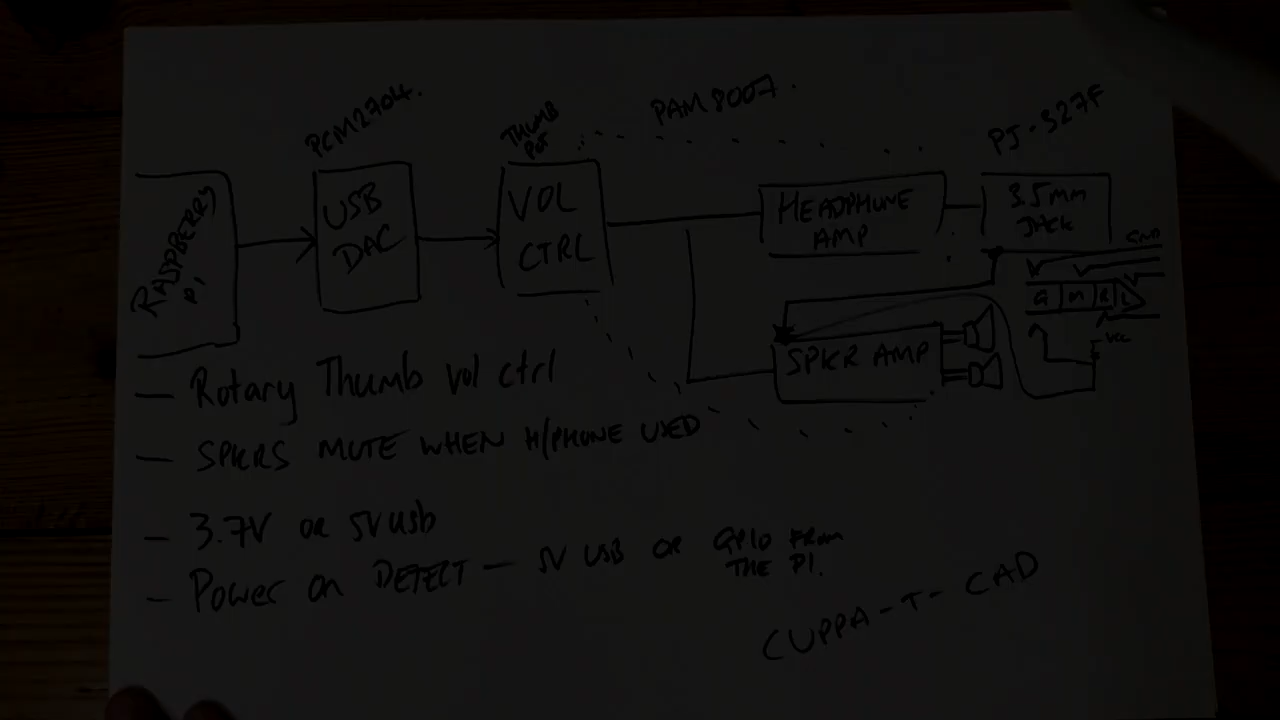 PCM2704.
THUMB
POT
PAM8007.
PJ-327F
RASPBERRY
Pi
USB
DAC
VOL
CTRL
HEADPHONE
AMP
3.5mm
JACK
GND
G M R L
VCC
SPKR AMP
— Rotary Thumb vol ctrl
— SPKRS MUTE WHEN H/PHONE USED
— 3.7V or 5V usb
— Power on DETECT — 5V USB OR GPIO FROM
THE PI.
CUPPA-T-CAD